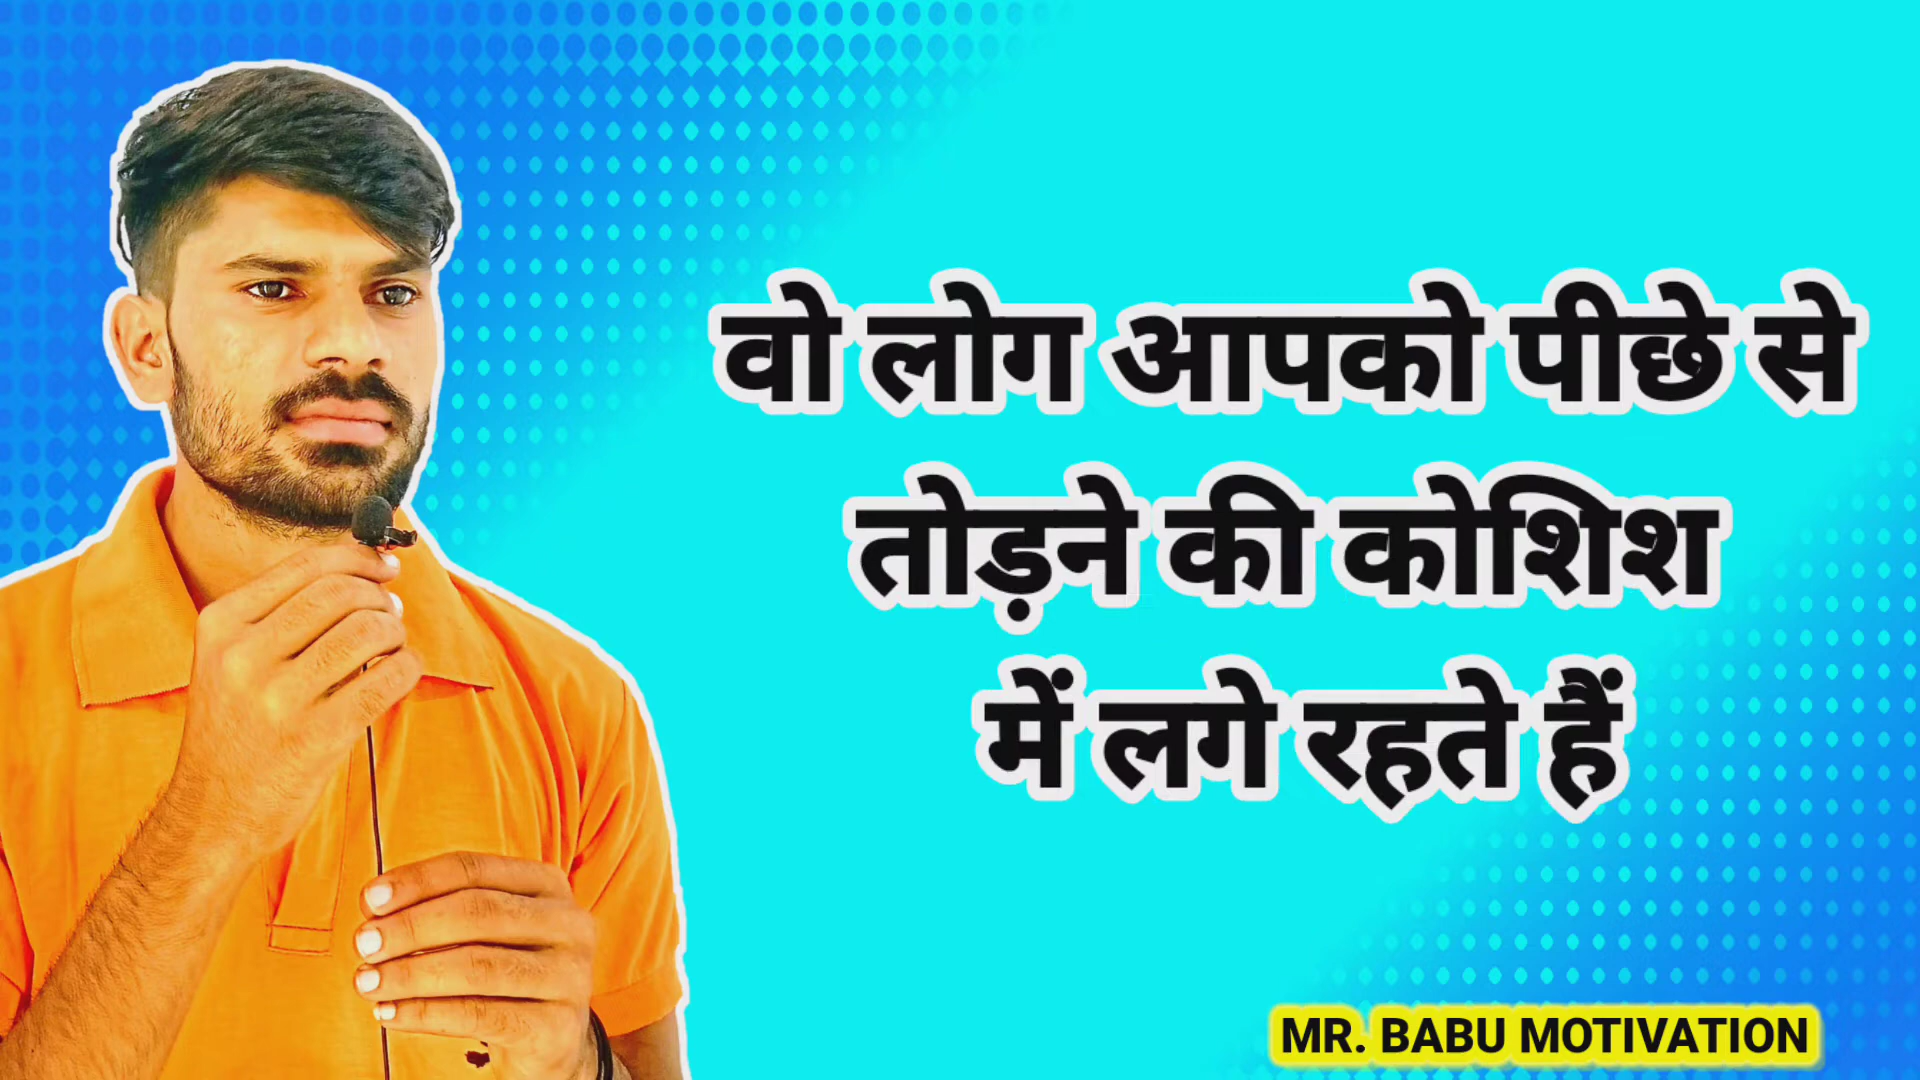 वो लोग आपको पीछे से
तोड़ने की कोशिश
में लगे रहते हैं
MR. BABU MOTIVATION